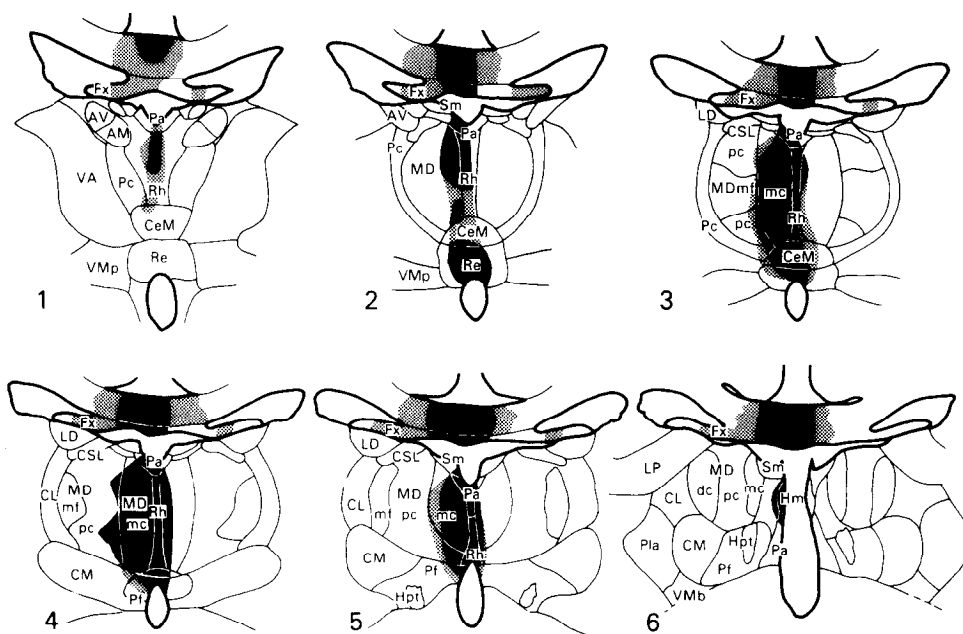 Fx
AV
AM
Pa
VA
Pc
Rh
CeM
VMp
Re
1
Fx
Sm
AV
Pa
Pc
MD
Rh
CeM
VMp
Re
2
Fx
LD
CSL
Pa
pc
MDmf
mc
Pc
pc
Rh
CeM
3
Fx
LD
CSL
Pa
CL
MD
mf
MD
mc
Rh
pc
CM
Pf
4
Fx
LD
CSL
Sm
Pa
CL
MD
mf
pc
mc
Rh
CM
Pf
Hpt
5
Fx
LP
MD
Sm
CL
dc
pc
mc
Hm
Pla
CM
Hpt
Pa
Pf
VMb
6